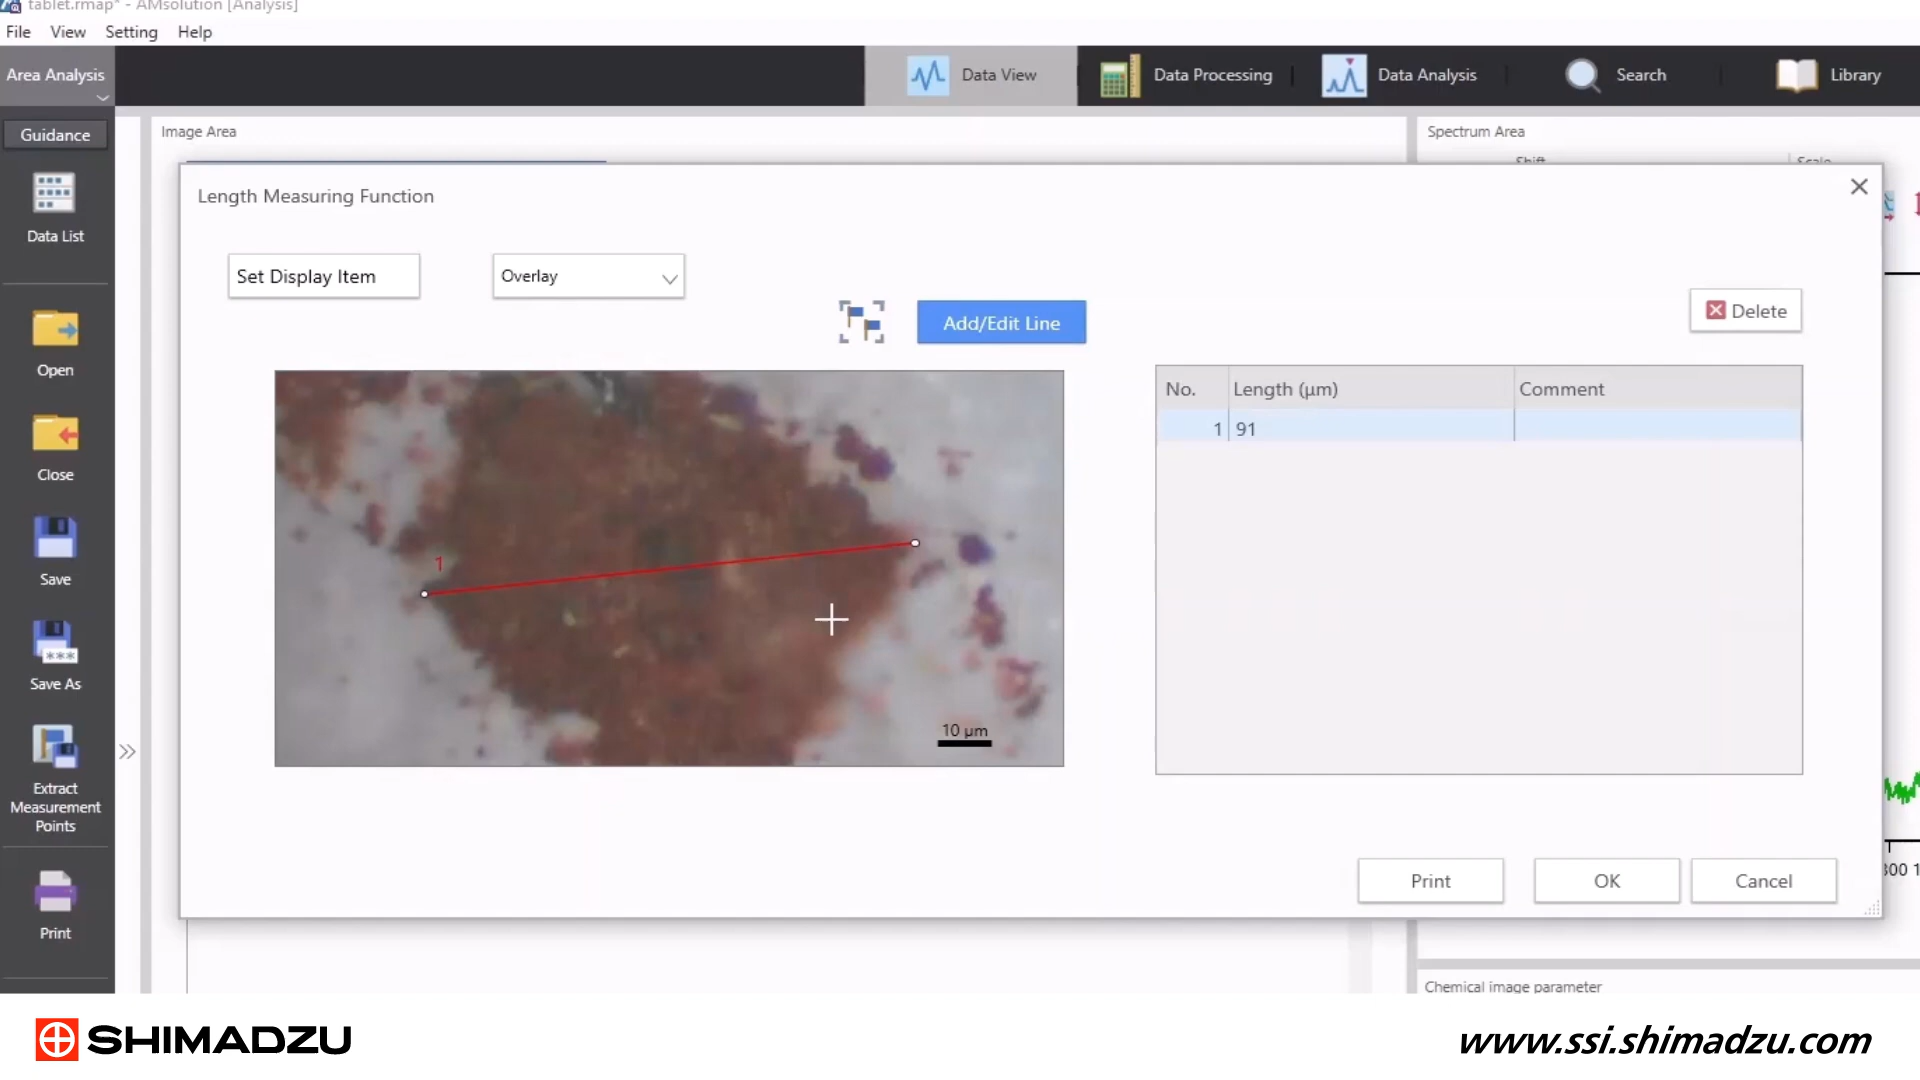 tablet.rmap* - AMsolution [Analysis]
File View Setting Help
Area Analysis
Data View
Data Processing
Data Analysis
Search
Library
Guidance
Data List
Open
Close
Save
Save As
Extract
Measurement
Points
Print
Image Area
Spectrum Area
Shift
Scale
Length Measuring Function
Set Display Item
Overlay
Add/Edit Line
Delete
1
10 µm
No. Length (µm) Comment
1 91
Print
OK
Cancel
Chemical image parameter
SHIMADZU
www.ssi.shimadzu.com